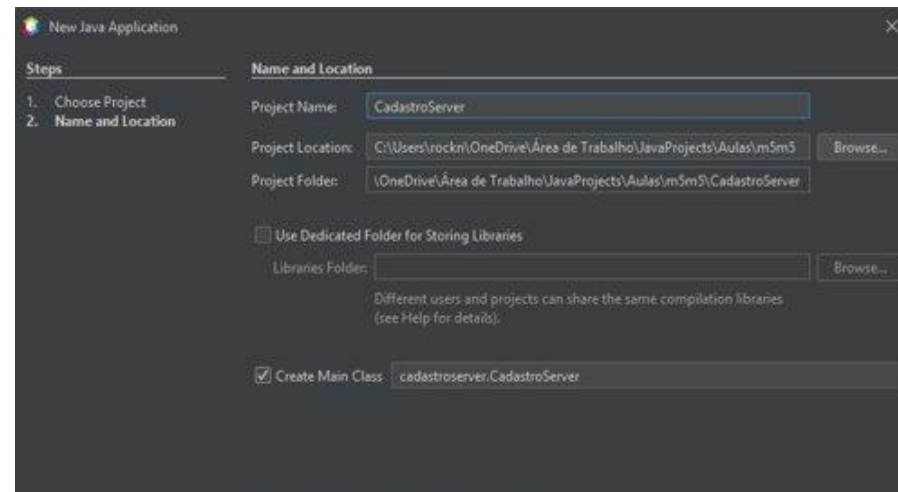 New Java Application
Steps
1. Choose Project
2. Name and Location
Name and Location
Project Name: CadastroServer
Project Location: C:\Users\rockn\OneDrive\Área de Trabalho\JavaProjects\Aulas\m5m5 Browse...
Project Folder: \OneDrive\Área de Trabalho\JavaProjects\Aulas\m5m5\CadastroServer
Use Dedicated Folder for Storing Libraries
Libraries Folder: Browse...
Different users and projects can share the same compilation libraries
(see Help for details).
Create Main Class cadastroserver.CadastroServer